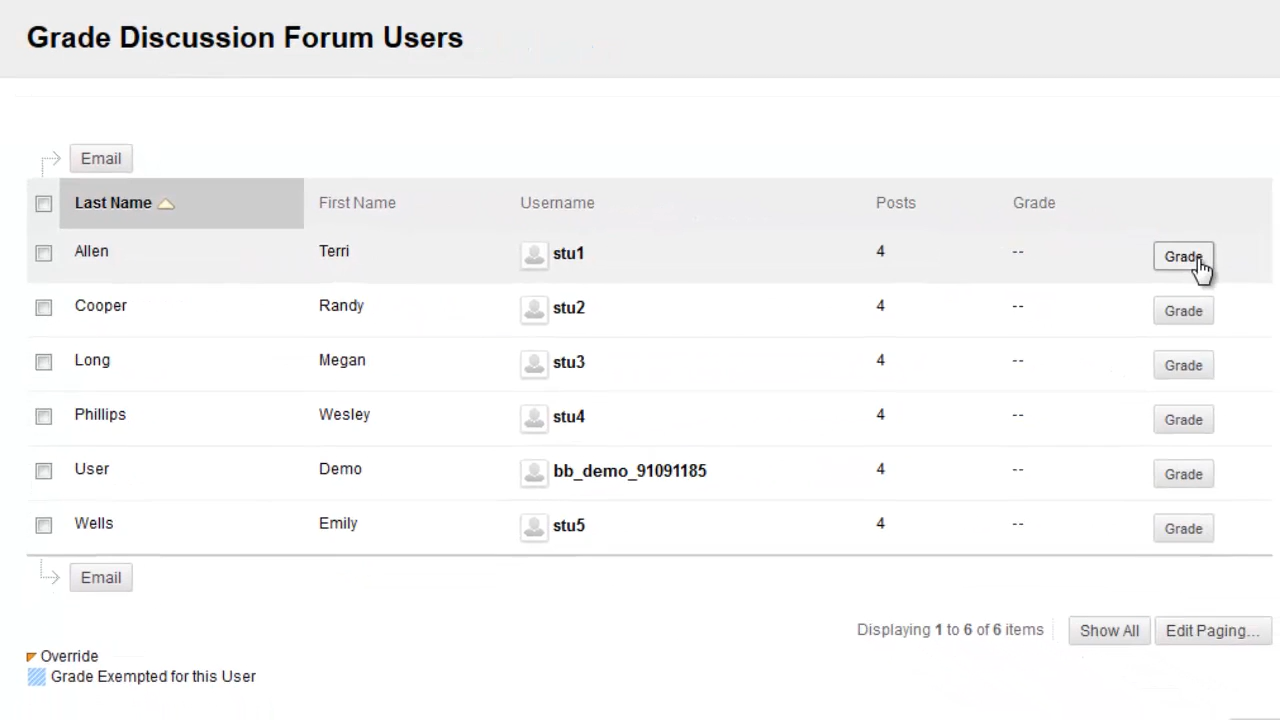 Grade Discussion Forum Users
Email
Last Name First Name Username Posts Grade
Allen Terri stu1 4 -- Grade
Cooper Randy stu2 4 -- Grade
Long Megan stu3 4 -- Grade
Phillips Wesley stu4 4 -- Grade
User Demo bb_demo_91091185 4 -- Grade
Wells Emily stu5 4 -- Grade
Email
Displaying 1 to 6 of 6 items Show All Edit Paging...
Override
Grade Exempted for this User